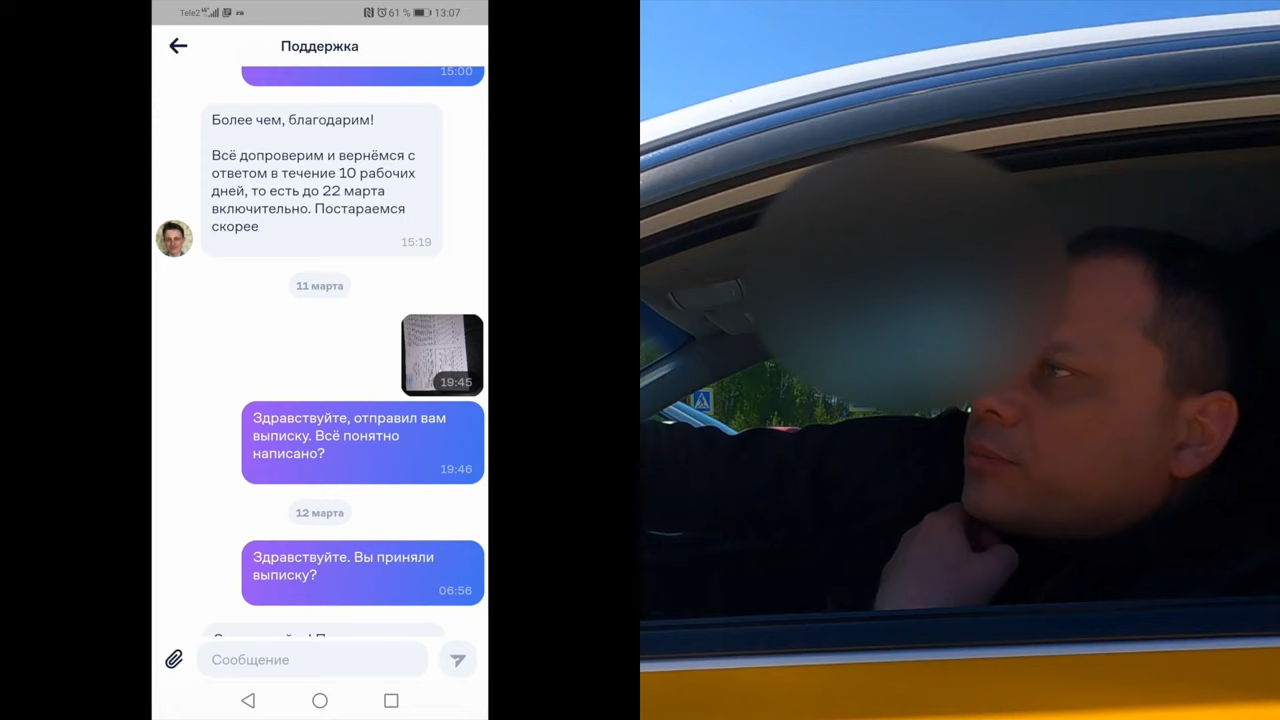 Tele2
61 %
13:07
Поддержка
15:00
Более чем, благодарим!
Всё допроверим и вернёмся с
ответом в течение 10 рабочих
дней, то есть до 22 марта
включительно. Постараемся
скорее
15:19
11 марта
19:45
Здравствуйте, отправил вам
выписку. Всё понятно
написано?
19:46
12 марта
Здравствуйте. Вы приняли
выписку?
06:56
Сообщение